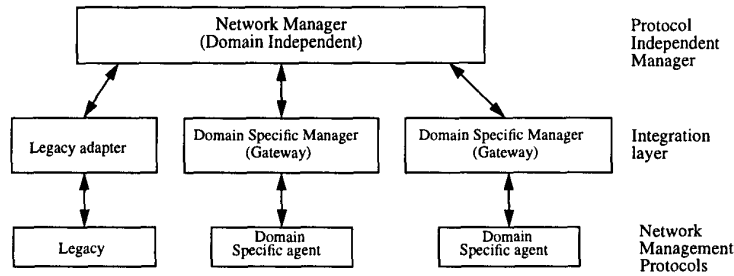 Network Manager
(Domain Independent)
Protocol
Independent
Manager
Legacy adapter
Domain Specific Manager
(Gateway)
Domain Specific Manager
(Gateway)
Integration
layer
Legacy
Domain
Specific agent
Domain
Specific agent
Network
Management
Protocols